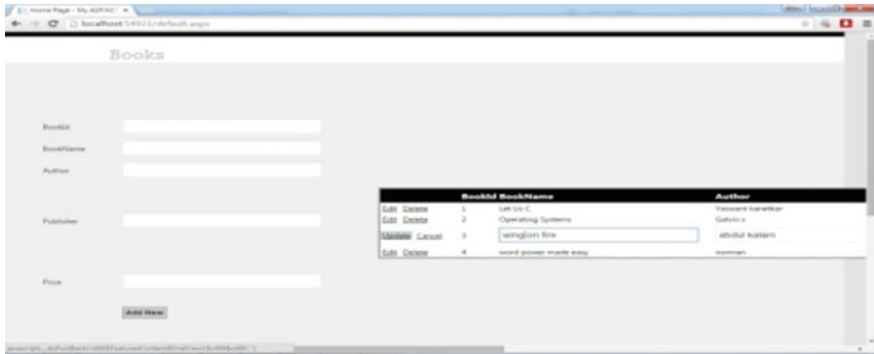 Home Page - My ASP.NET
localhost:54923/default.aspx
Books
BookId
BookName
Author
Publisher
Price
Add New
BookId BookName Author
Edit Delete 1 Let Us C Yaswant kanetkar
Edit Delete 2 Operating Systems Galvin s
Update Cancel 3 wing|on fire abdul kalam
Edit Delete 4 word power made easy norman